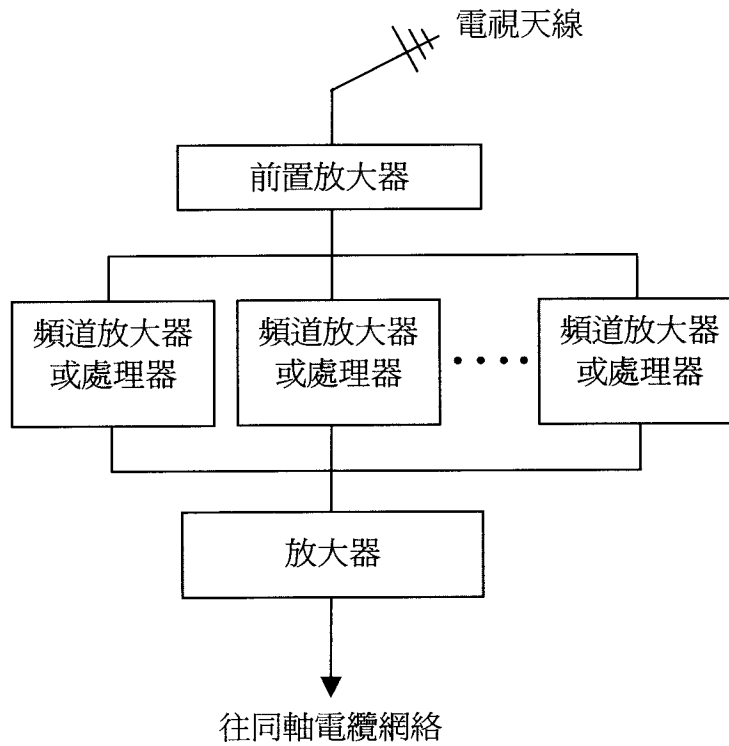 電視天線
前置放大器
頻道放大器
或處理器
頻道放大器
或處理器
頻道放大器
或處理器
放大器
往同軸電纜網絡